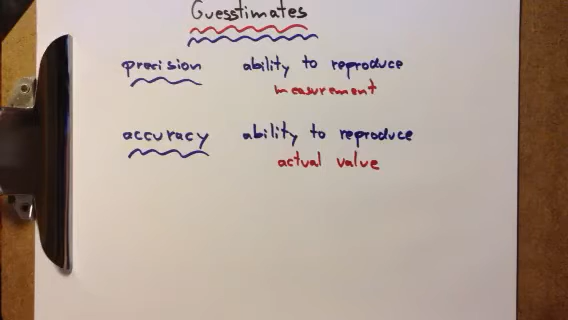 Guesstimates
precision ability to reproduce
measurement
accuracy ability to reproduce
actual value